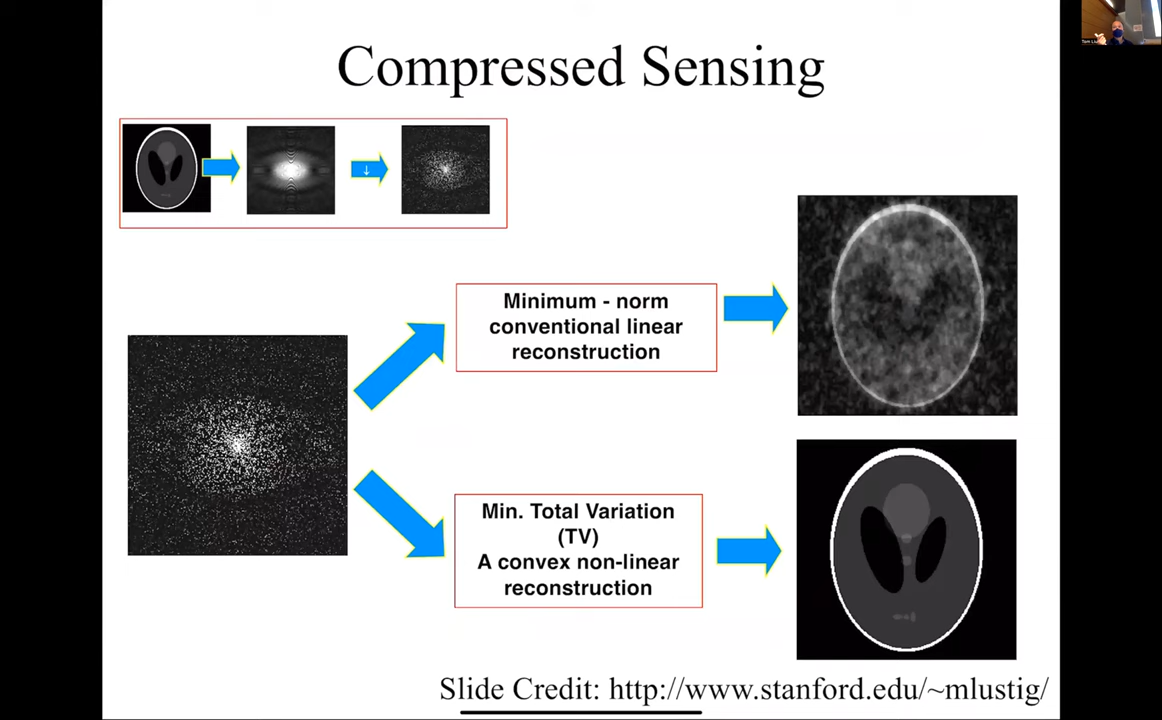 Compressed Sensing
↓
Minimum - norm
conventional linear
reconstruction
Min. Total Variation
(TV)
A convex non-linear
reconstruction
Slide Credit: http://www.stanford.edu/~mlustig/